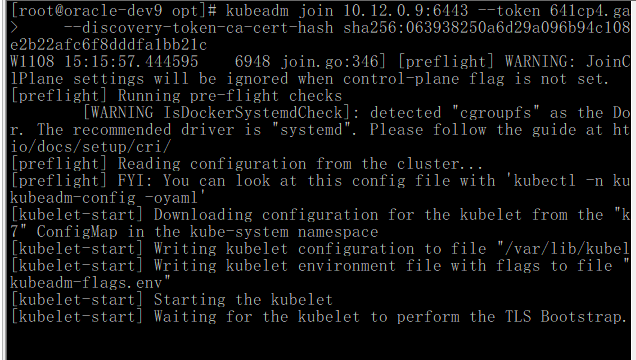 [root@oracle-dev9 opt]# kubeadm join 10.12.0.9:6443 --token 641cp4.ga
>     --discovery-token-ca-cert-hash sha256:063938250a6d29a096b94c108
e2b22afc6f8dddfa1bb21c
W1108 15:15:57.444595    6948 join.go:346] [preflight] WARNING: JoinC
lPlane settings will be ignored when control-plane flag is not set.
[preflight] Running pre-flight checks
        [WARNING IsDockerSystemdCheck]: detected "cgroupfs" as the Do
r. The recommended driver is "systemd". Please follow the guide at ht
io/docs/setup/cri/
[preflight] Reading configuration from the cluster...
[preflight] FYI: You can look at this config file with 'kubectl -n ku
kubeadm-config -oyaml'
[kubelet-start] Downloading configuration for the kubelet from the "k
7" ConfigMap in the kube-system namespace
[kubelet-start] Writing kubelet configuration to file "/var/lib/kubel
[kubelet-start] Writing kubelet environment file with flags to file "
kubeadm-flags.env"
[kubelet-start] Starting the kubelet
[kubelet-start] Waiting for the kubelet to perform the TLS Bootstrap.